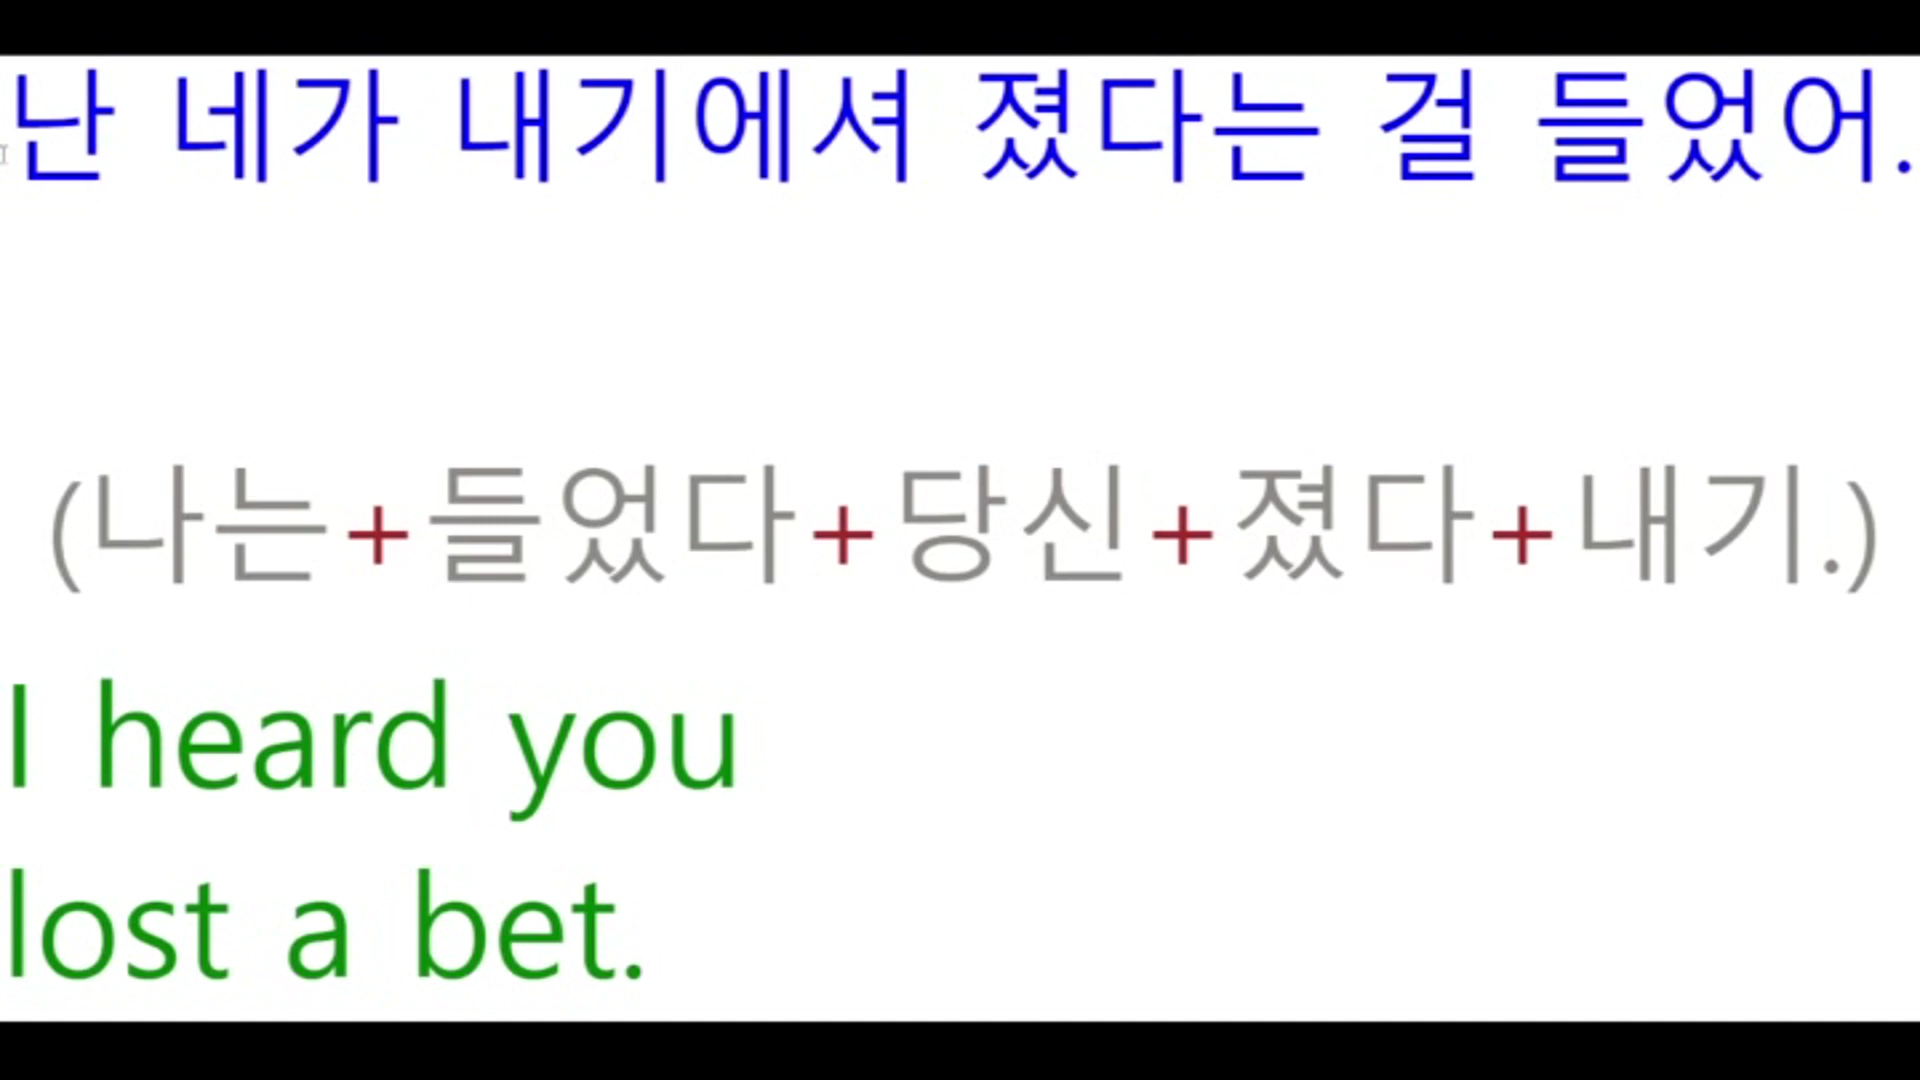 난 네가 내기에셔 졌다는 걸 들었어.
(나는+들었다+당신+졌다+내기.)
I heard you
lost a bet.